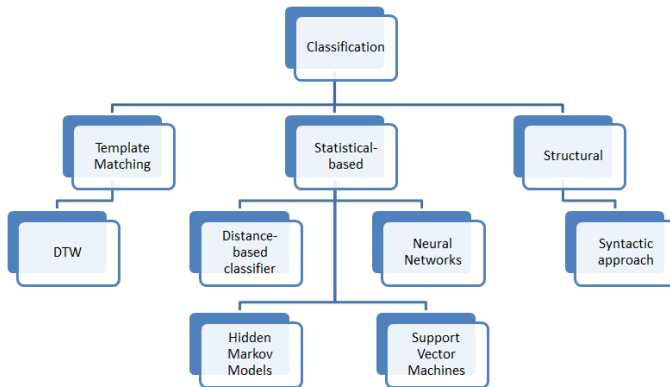 Classification
Template
Matching
Statistical-
based
Structural
DTW
Distance-
based
classifier
Neural
Networks
Syntactic
approach
Hidden
Markov
Models
Support
Vector
Machines